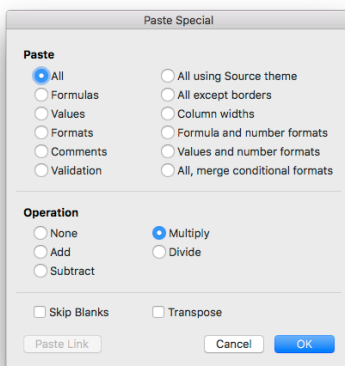 Paste Special
Paste
All
All using Source theme
Formulas
All except borders
Values
Column widths
Formats
Formula and number formats
Comments
Values and number formats
Validation
All, merge conditional formats
Operation
None
Multiply
Add
Divide
Subtract
Skip Blanks
Transpose
Paste Link
Cancel
OK